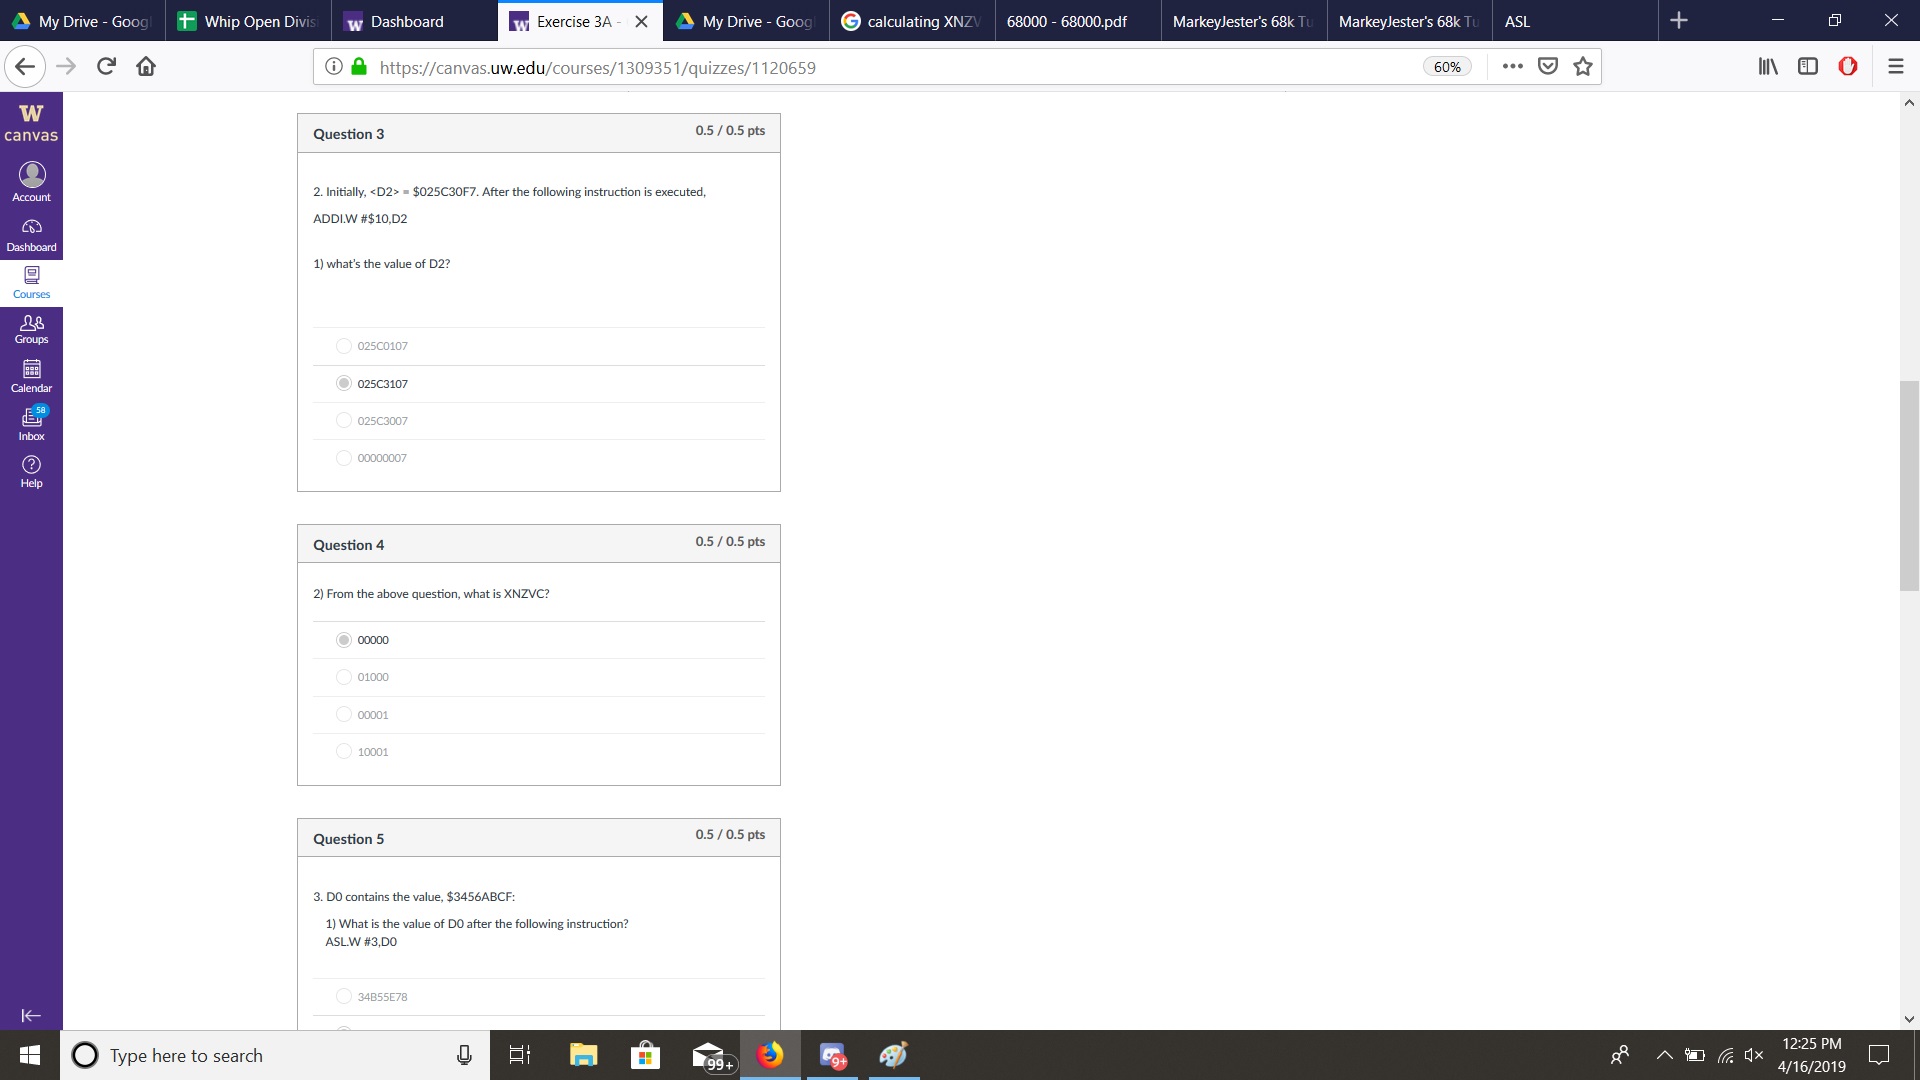 My Drive - Goog
Whip Open Divis
Dashboard
Exercise 3A -
My Drive - Goog
calculating XNZV
68000 - 68000.pdf
MarkeyJester's 68k Tu
MarkeyJester's 68k Tu
ASL
https://canvas.uw.edu/courses/1309351/quizzes/1120659
60%
W
canvas
Account
Dashboard
Courses
Groups
Calendar
58
Inbox
Help
Question 3
0.5 / 0.5 pts
2. Initially, <D2> = $025C30F7. After the following instruction is executed,
ADDI.W #$10,D2
1) what's the value of D2?
025C0107
025C3107
025C3007
00000007
Question 4
0.5 / 0.5 pts
2) From the above question, what is XNZVC?
00000
01000
00001
10001
Question 5
0.5 / 0.5 pts
3. D0 contains the value, $3456ABCF:
1) What is the value of D0 after the following instruction?
ASL.W #3,D0
34B55E78
Type here to search
99+
9+
12:25 PM
4/16/2019